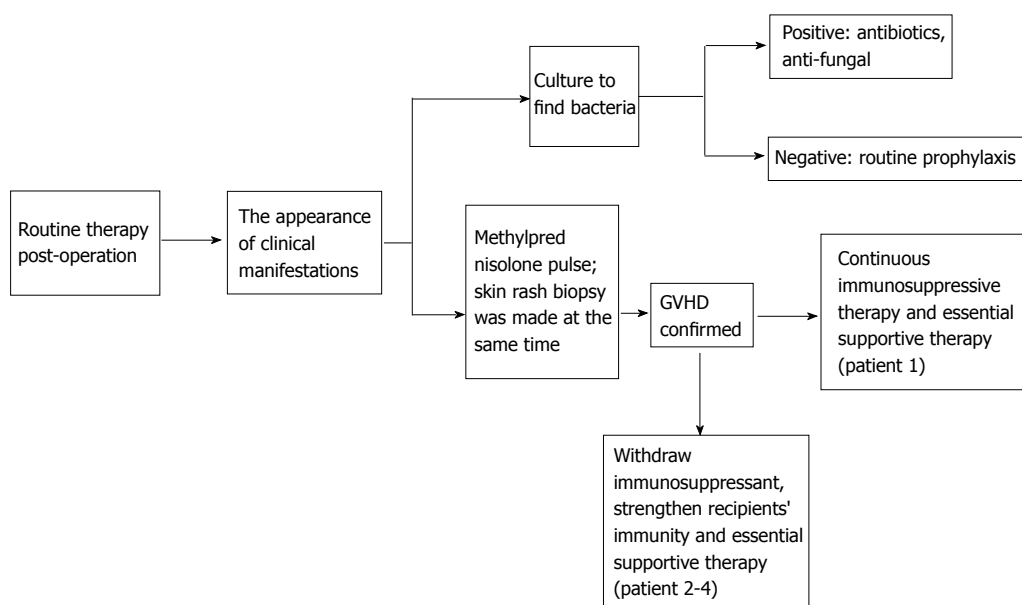 Routine therapy
post-operation
The appearance
of clinical
manifestations
Culture to
find bacteria
Positive: antibiotics,
anti-fungal
Negative: routine prophylaxis
Methylpred
nisolone pulse;
skin rash biopsy
was made at the
same time
GVHD
confirmed
Continuous
immunosuppressive
therapy and essential
supportive therapy
(patient 1)
Withdraw
immunosuppressant,
strengthen recipients'
immunity and essential
supportive therapy
(patient 2-4)